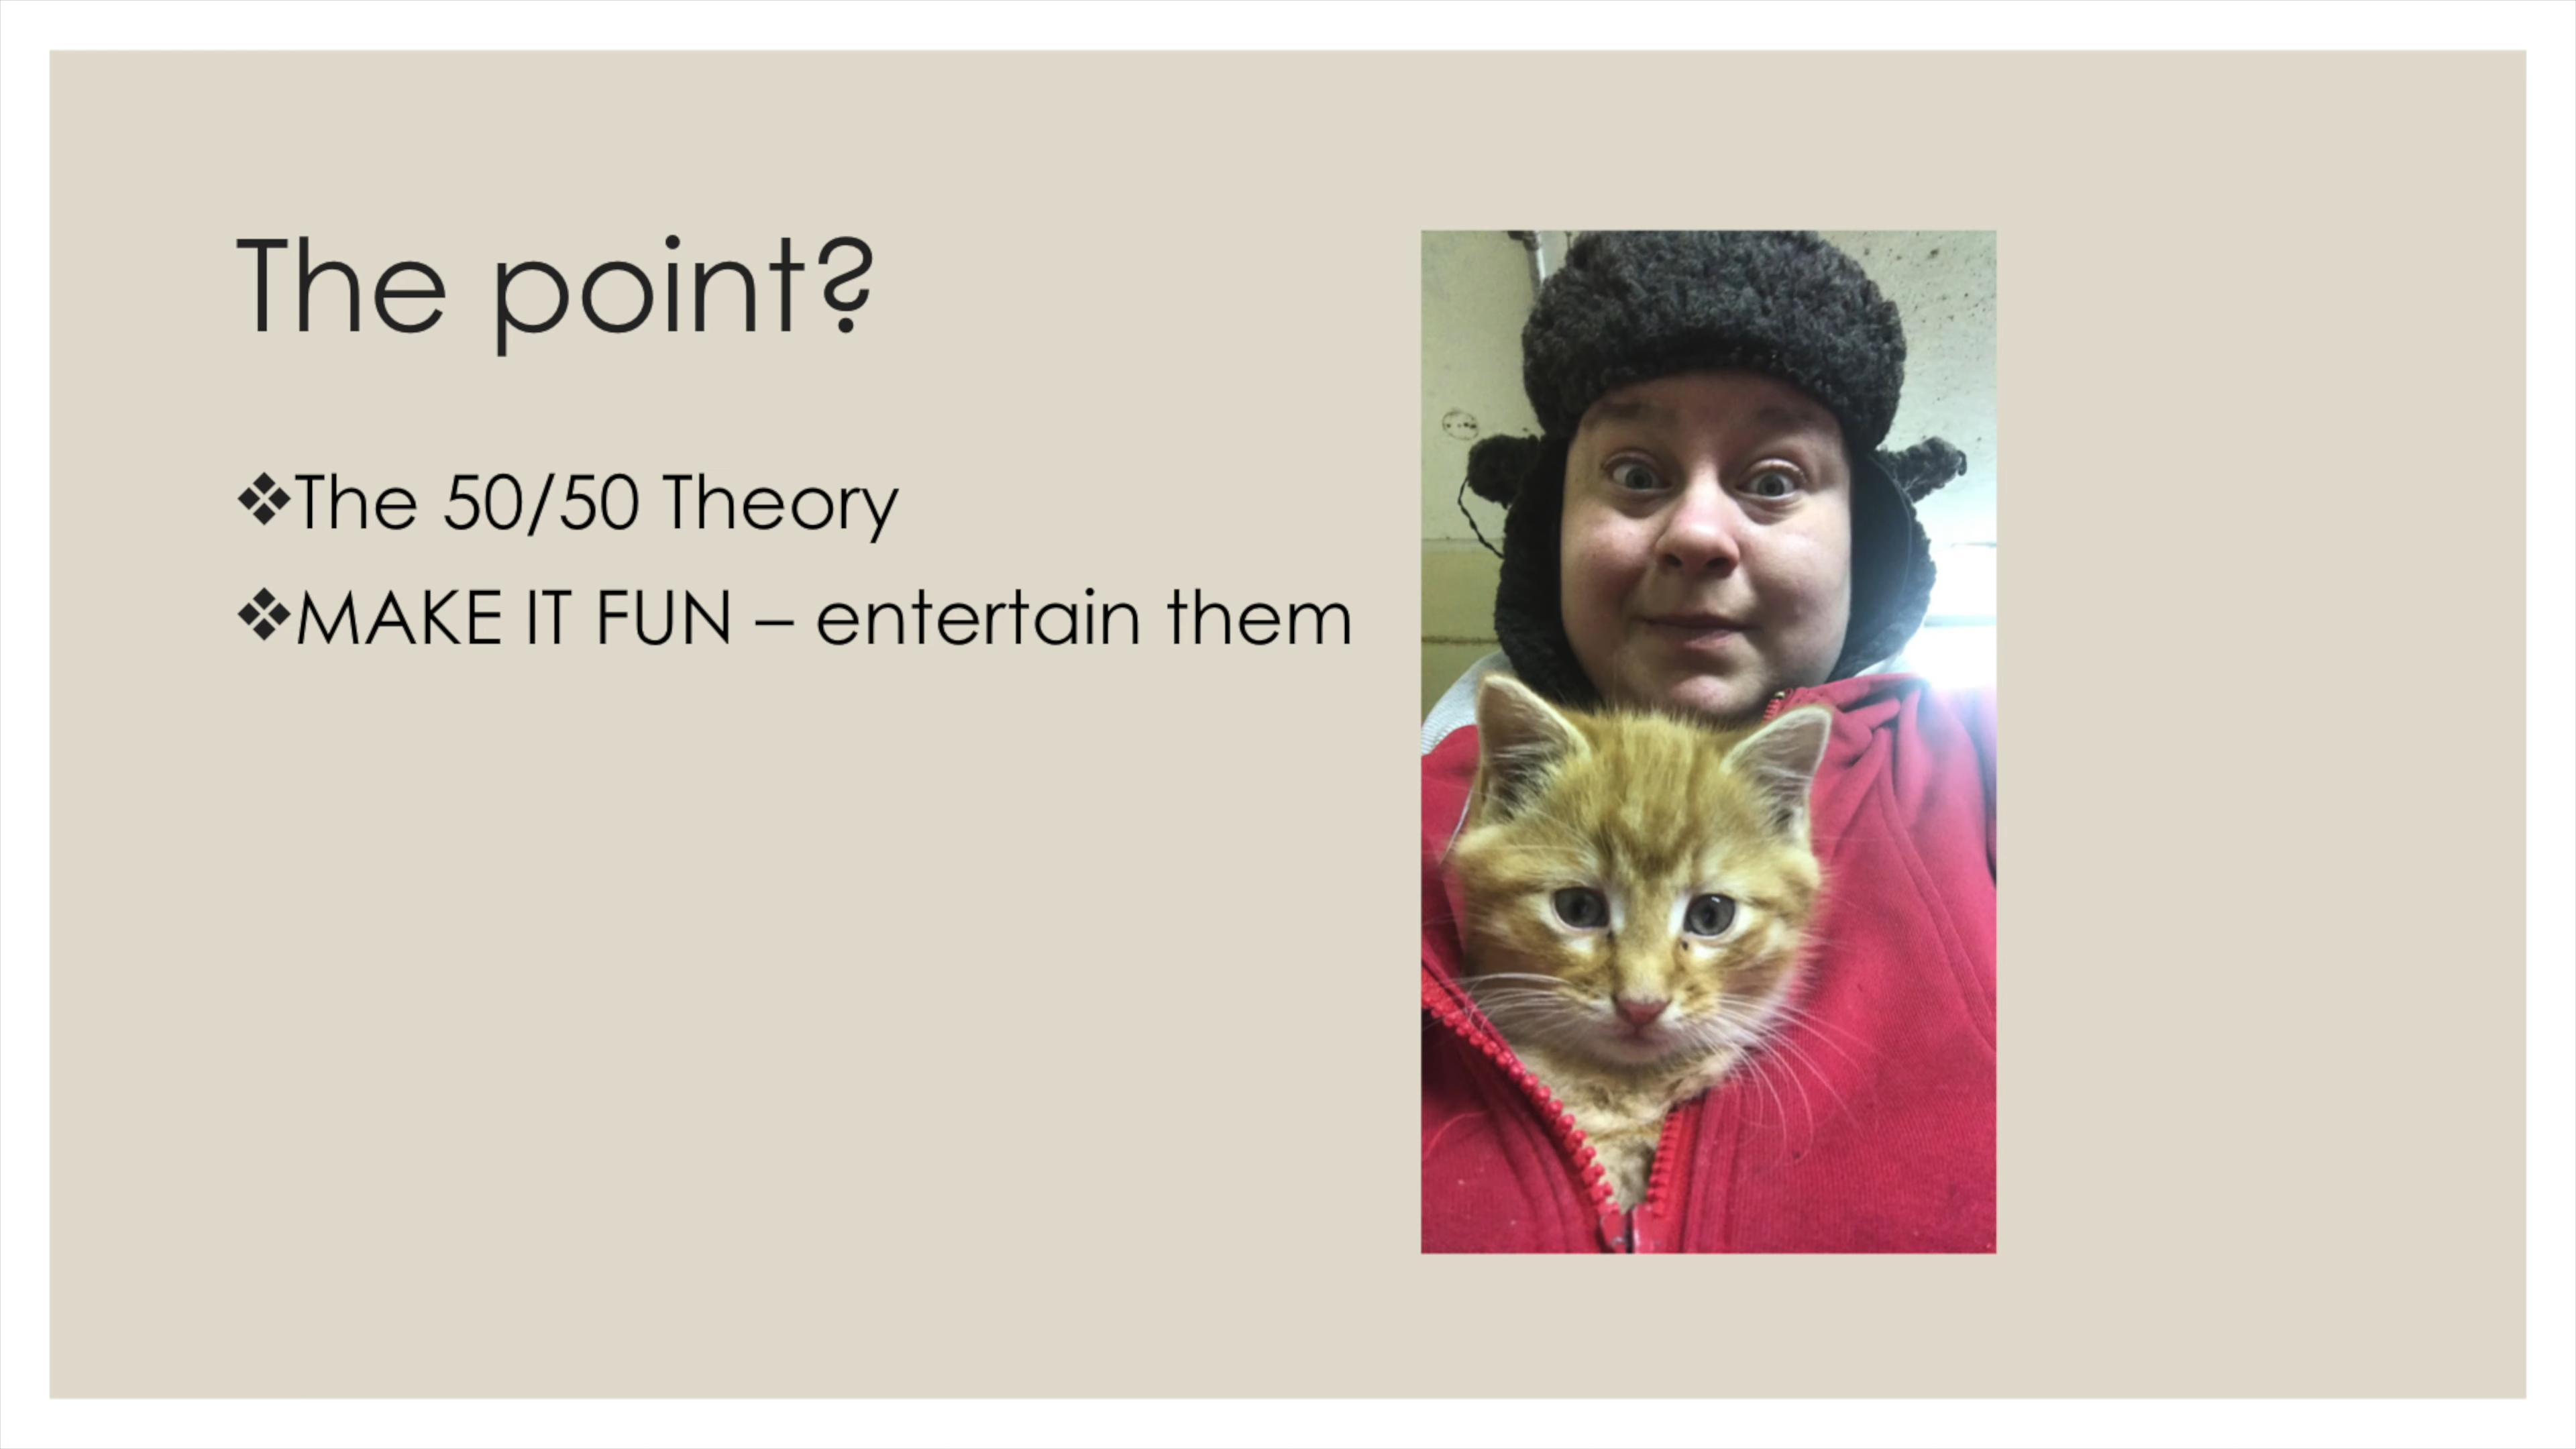 The point?
❖The 50/50 Theory
❖MAKE IT FUN – entertain them